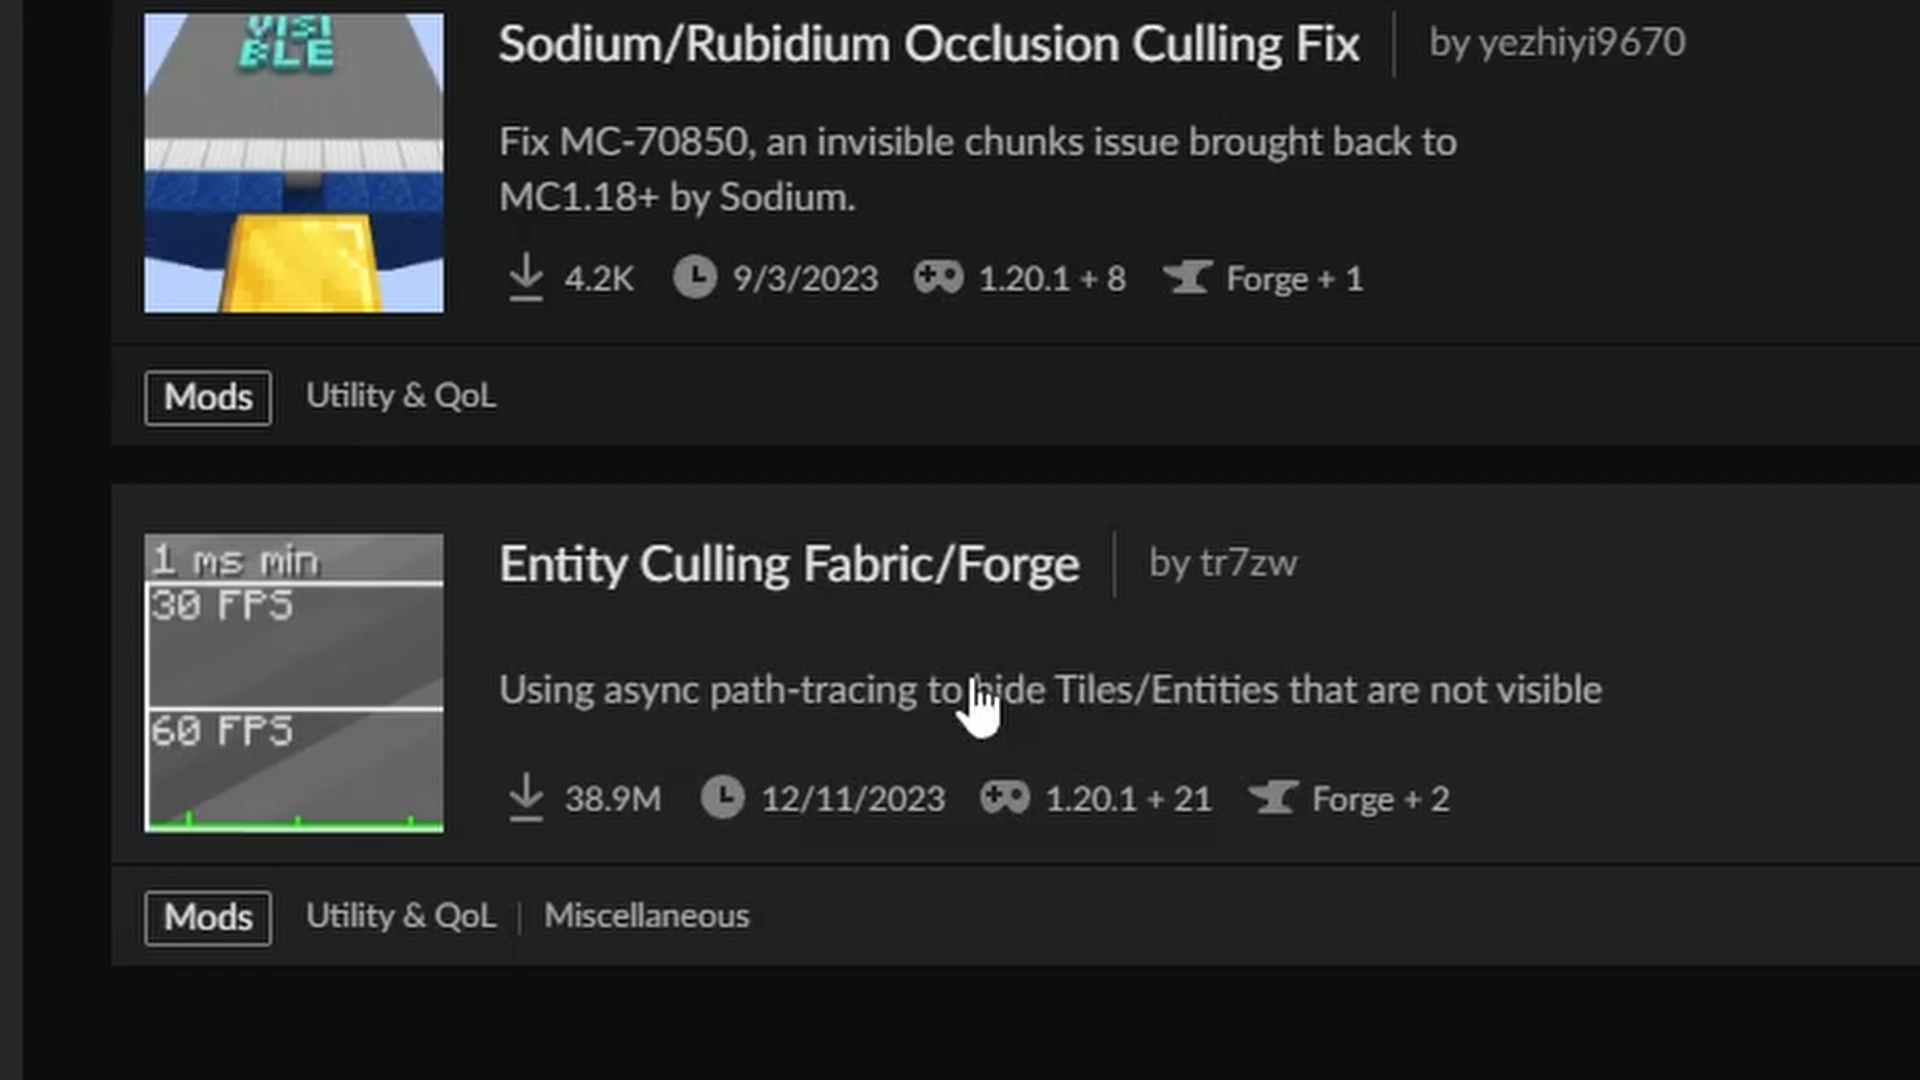 VISI
BLE
Sodium/Rubidium Occlusion Culling Fix
by yezhiyi9670
Fix MC-70850, an invisible chunks issue brought back to
MC1.18+ by Sodium.
4.2K 9/3/2023 1.20.1 + 8 Forge + 1
Mods Utility & QoL
1 ms min
30 FPS
60 FPS
Entity Culling Fabric/Forge
by tr7zw
Using async path-tracing to hide Tiles/Entities that are not visible
38.9M 12/11/2023 1.20.1 + 21 Forge + 2
Mods Utility & QoL | Miscellaneous